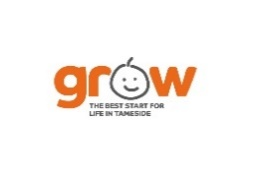 grow
THE BEST START FOR
LIFE IN TAMESIDE